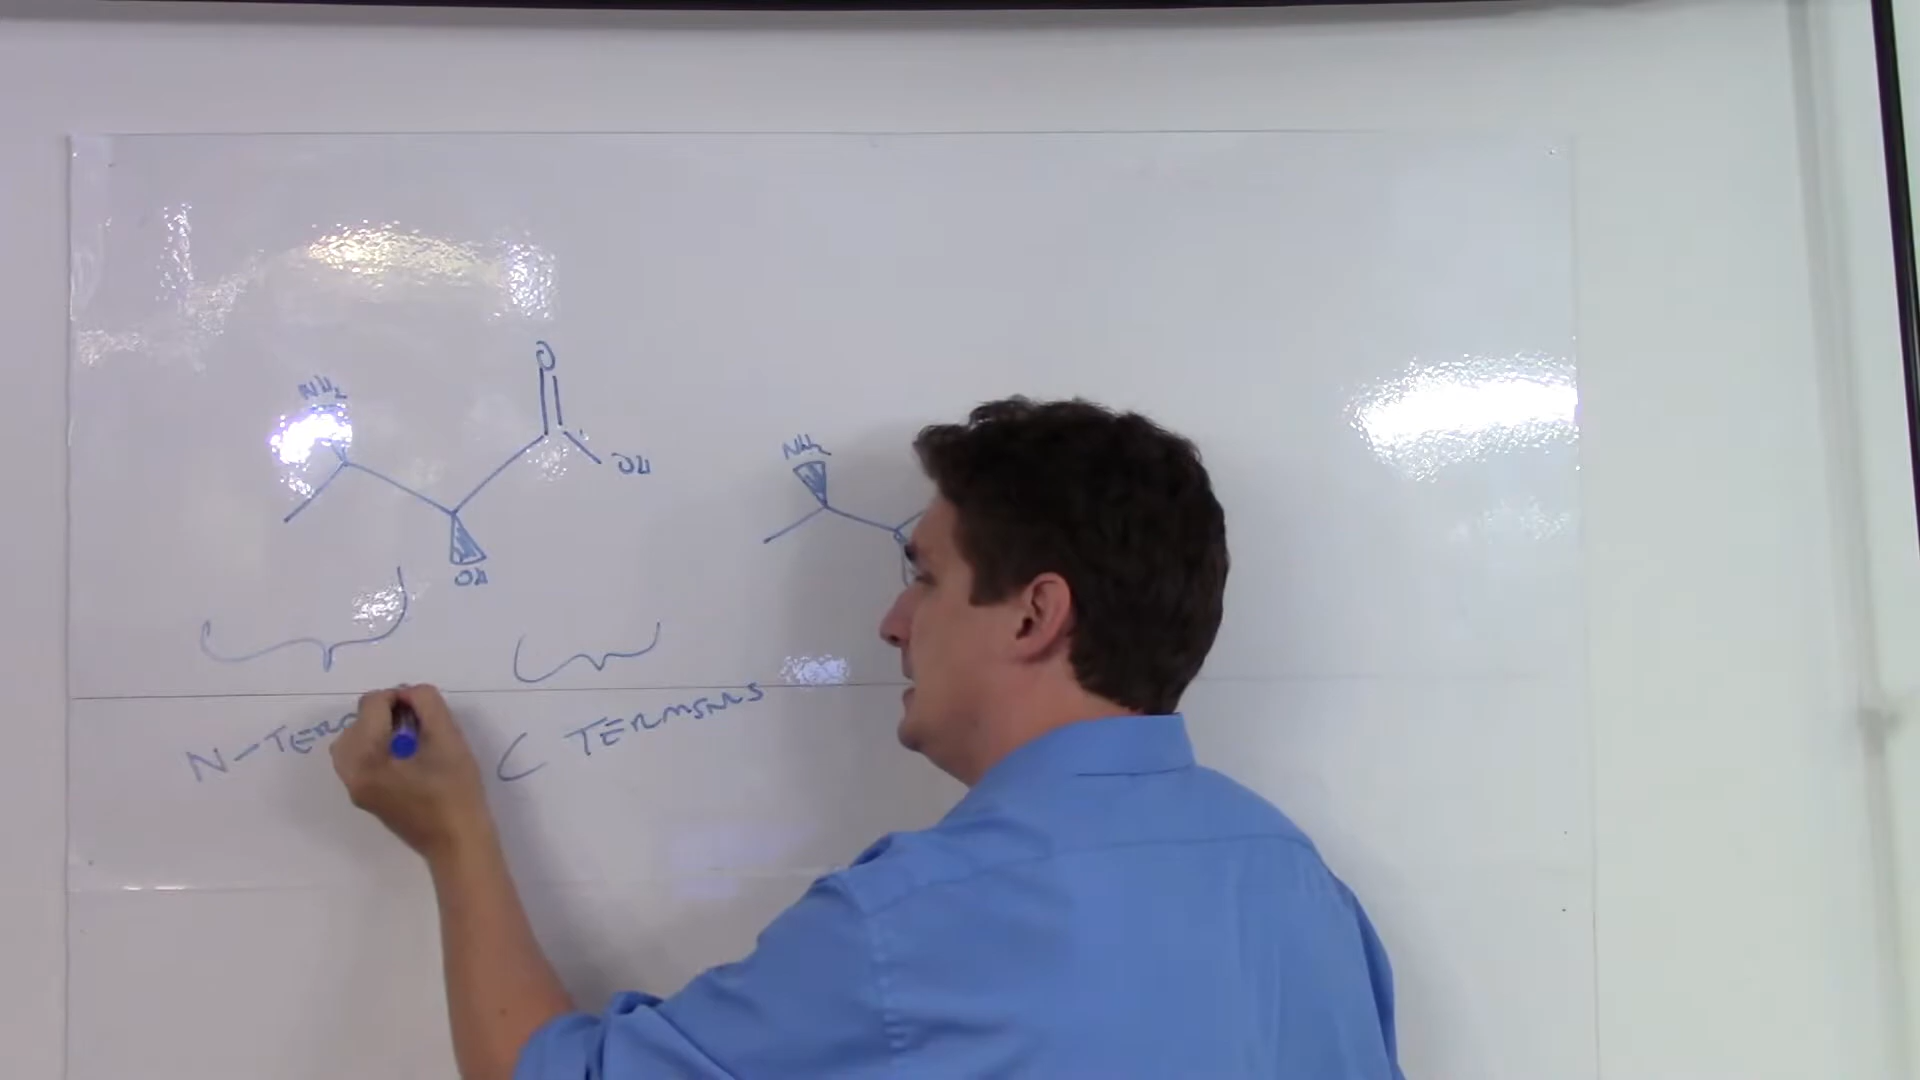 O
NH2
OH
NH2
OH
N-TER
C TERMINUS